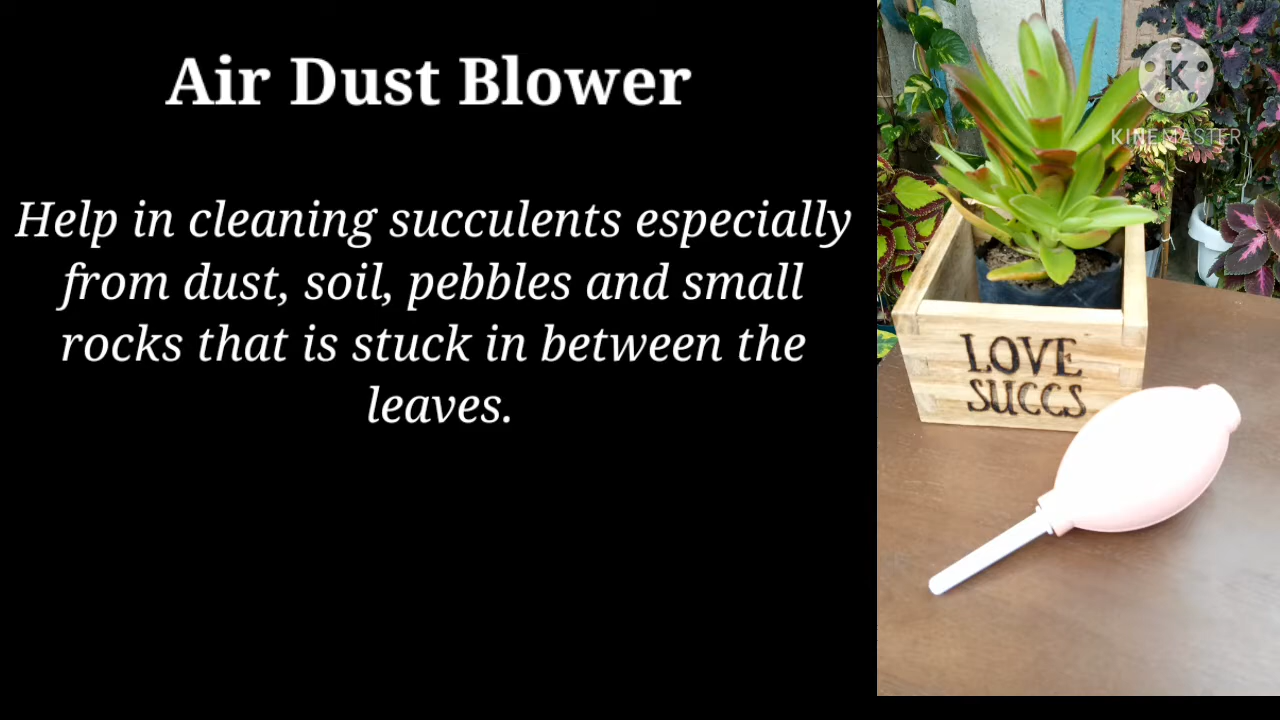 Air Dust Blower
Help in cleaning succulents especially
from dust, soil, pebbles and small
rocks that is stuck in between the
leaves.
K
KINEMASTER
LOVE
SUCCS